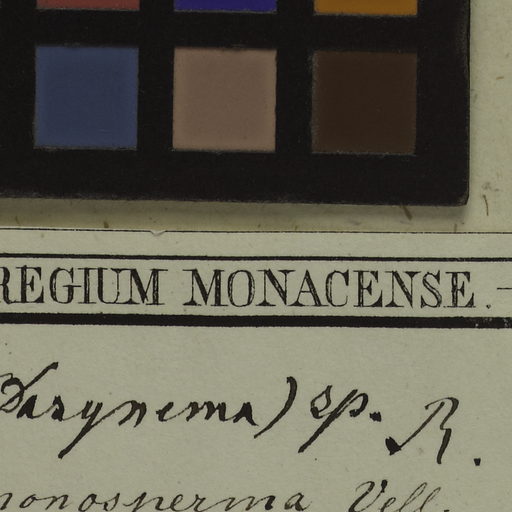 REGIUM MONACENSE.
Dasynema) sp. R.
monosperma Vell.